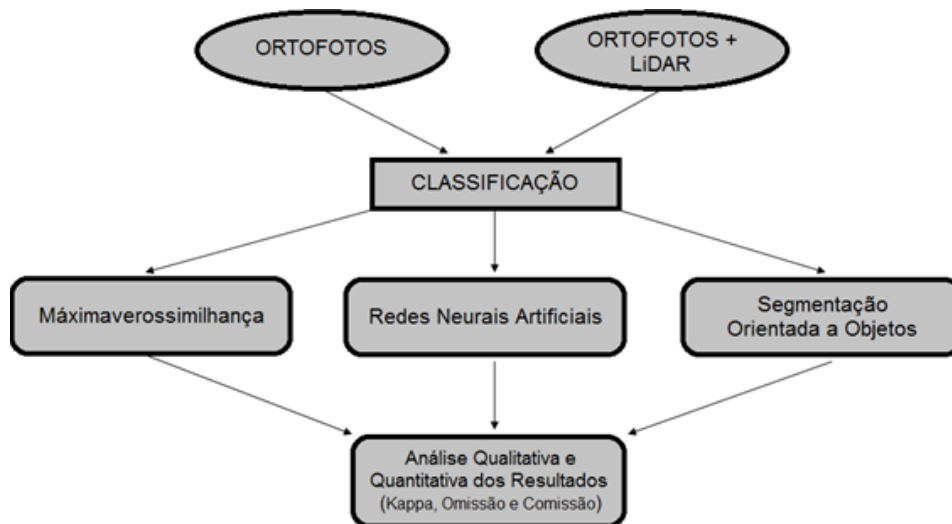 ORTOFOTOS
ORTOFOTOS +
LiDAR
CLASSIFICAÇÃO
Máximaverossimilhança
Redes Neurais Artificiais
Segmentação
Orientada a Objetos
Análise Qualitativa e
Quantitativa dos Resultados
(Kappa, Omissão e Comissão)